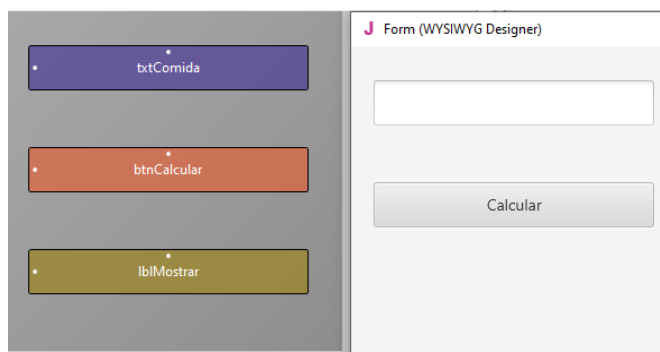 txtComida
btnCalcular
lblMostrar
J Form (WYSIWYG Designer)
Calcular